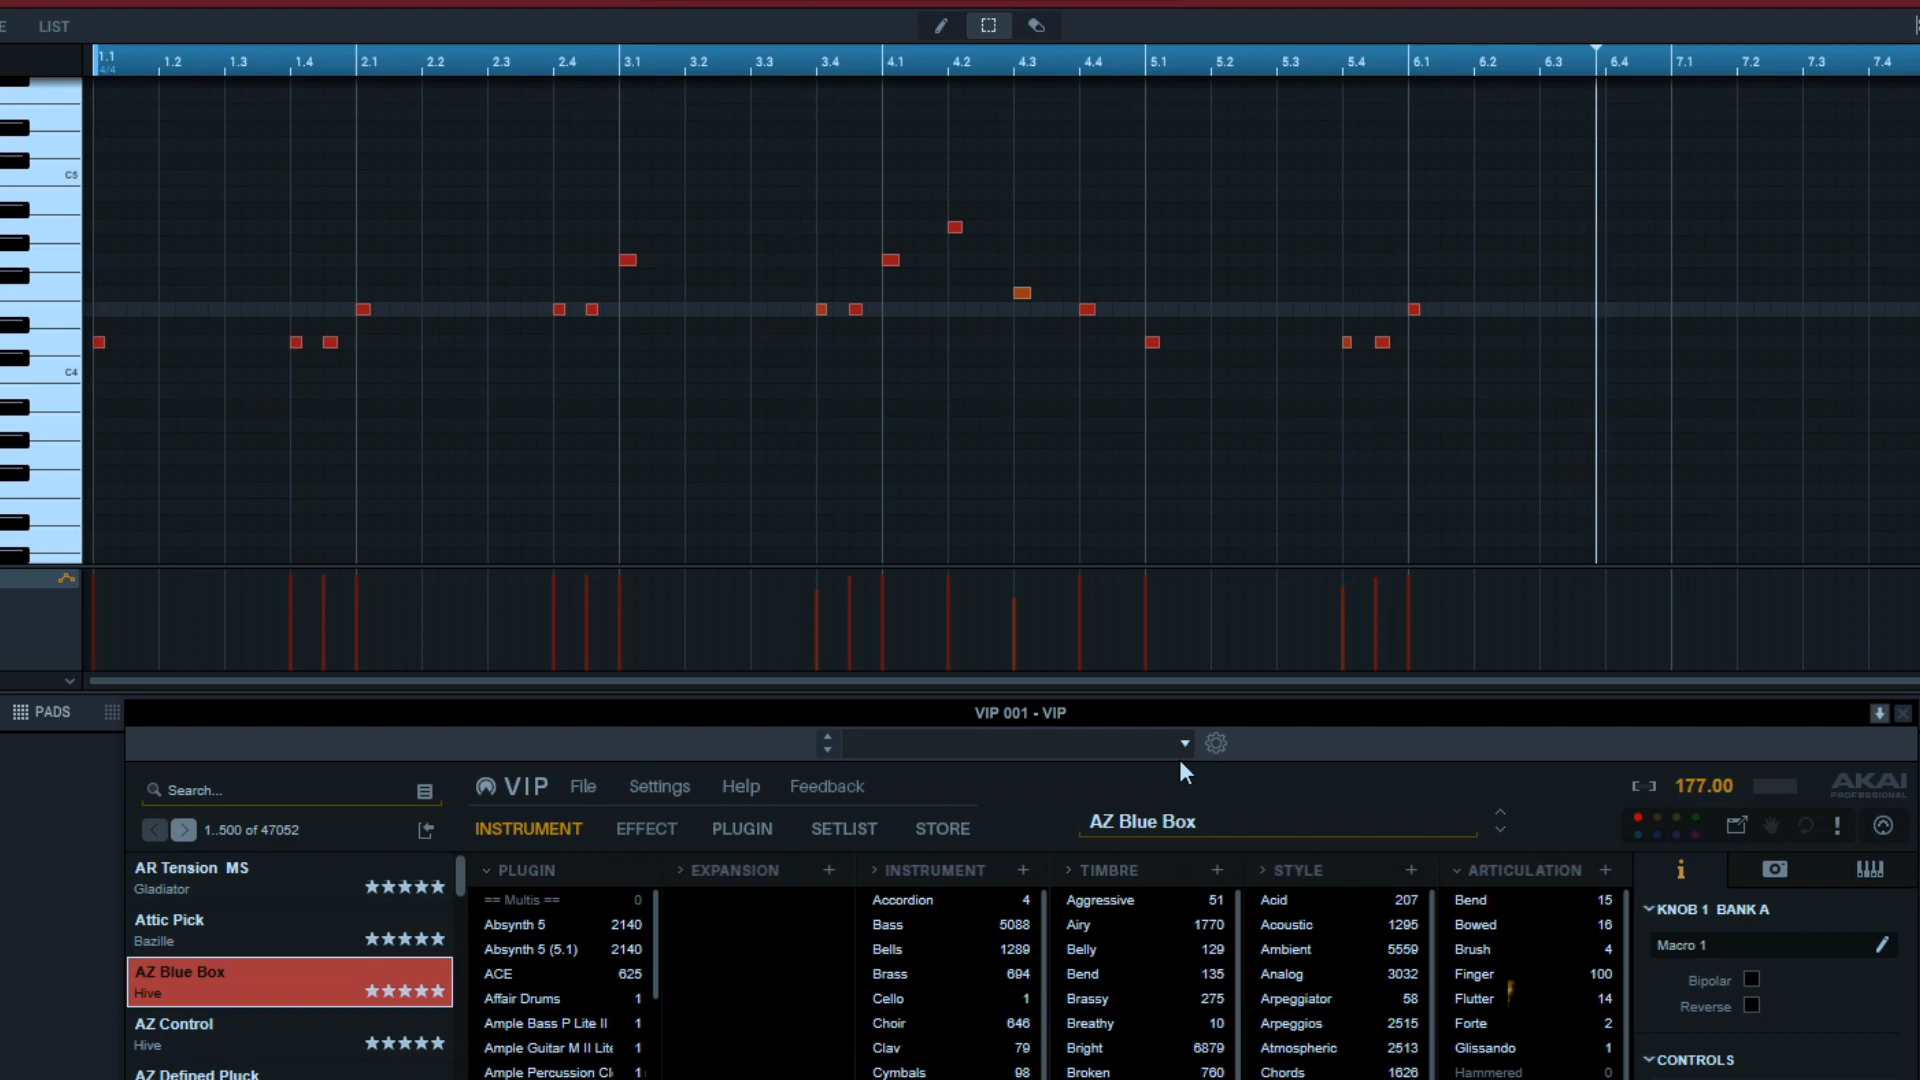 E LIST
1.1 1.2 1.3 1.4 2.1 2.2 2.3 2.4 3.1 3.2 3.3 3.4 4.1 4.2 4.3 4.4 5.1 5.2 5.3 5.4 6.1 6.2 6.3 6.4 7.1 7.2 7.3 7.4
4/4
C5
C4
PADS
VIP 001 - VIP
Search...
VIP File Settings Help Feedback
177.00
AKAI
PROFESSIONAL
1..500 of 47052
INSTRUMENT EFFECT PLUGIN SETLIST STORE
AZ Blue Box
AR Tension MS
Gladiator
Attic Pick
Bazille
AZ Blue Box
Hive
AZ Control
Hive
AZ Defined Pluck
PLUGIN
== Multis == 0
Absynth 5 2140
Absynth 5 (5.1) 2140
ACE 625
Affair Drums 1
Ample Bass P Lite II 1
Ample Guitar M II Lite 1
Ample Percussion Cl 1
EXPANSION +
INSTRUMENT +
Accordion 4
Bass 5088
Bells 1289
Brass 694
Cello 1
Choir 646
Clav 79
Cymbals 98
TIMBRE +
Aggressive 51
Airy 1770
Belly 129
Bend 135
Brassy 275
Breathy 10
Bright 6879
Broken 760
STYLE +
Acid 207
Acoustic 1295
Ambient 5559
Analog 3032
Arpeggiator 58
Arpeggios 2515
Atmospheric 2513
Chords 1626
ARTICULATION +
Bend 15
Bowed 16
Brush 4
Finger 100
Flutter 14
Forte 2
Glissando 1
Hammered 0
KNOB 1 BANK A
Macro 1
Bipolar
Reverse
CONTROLS